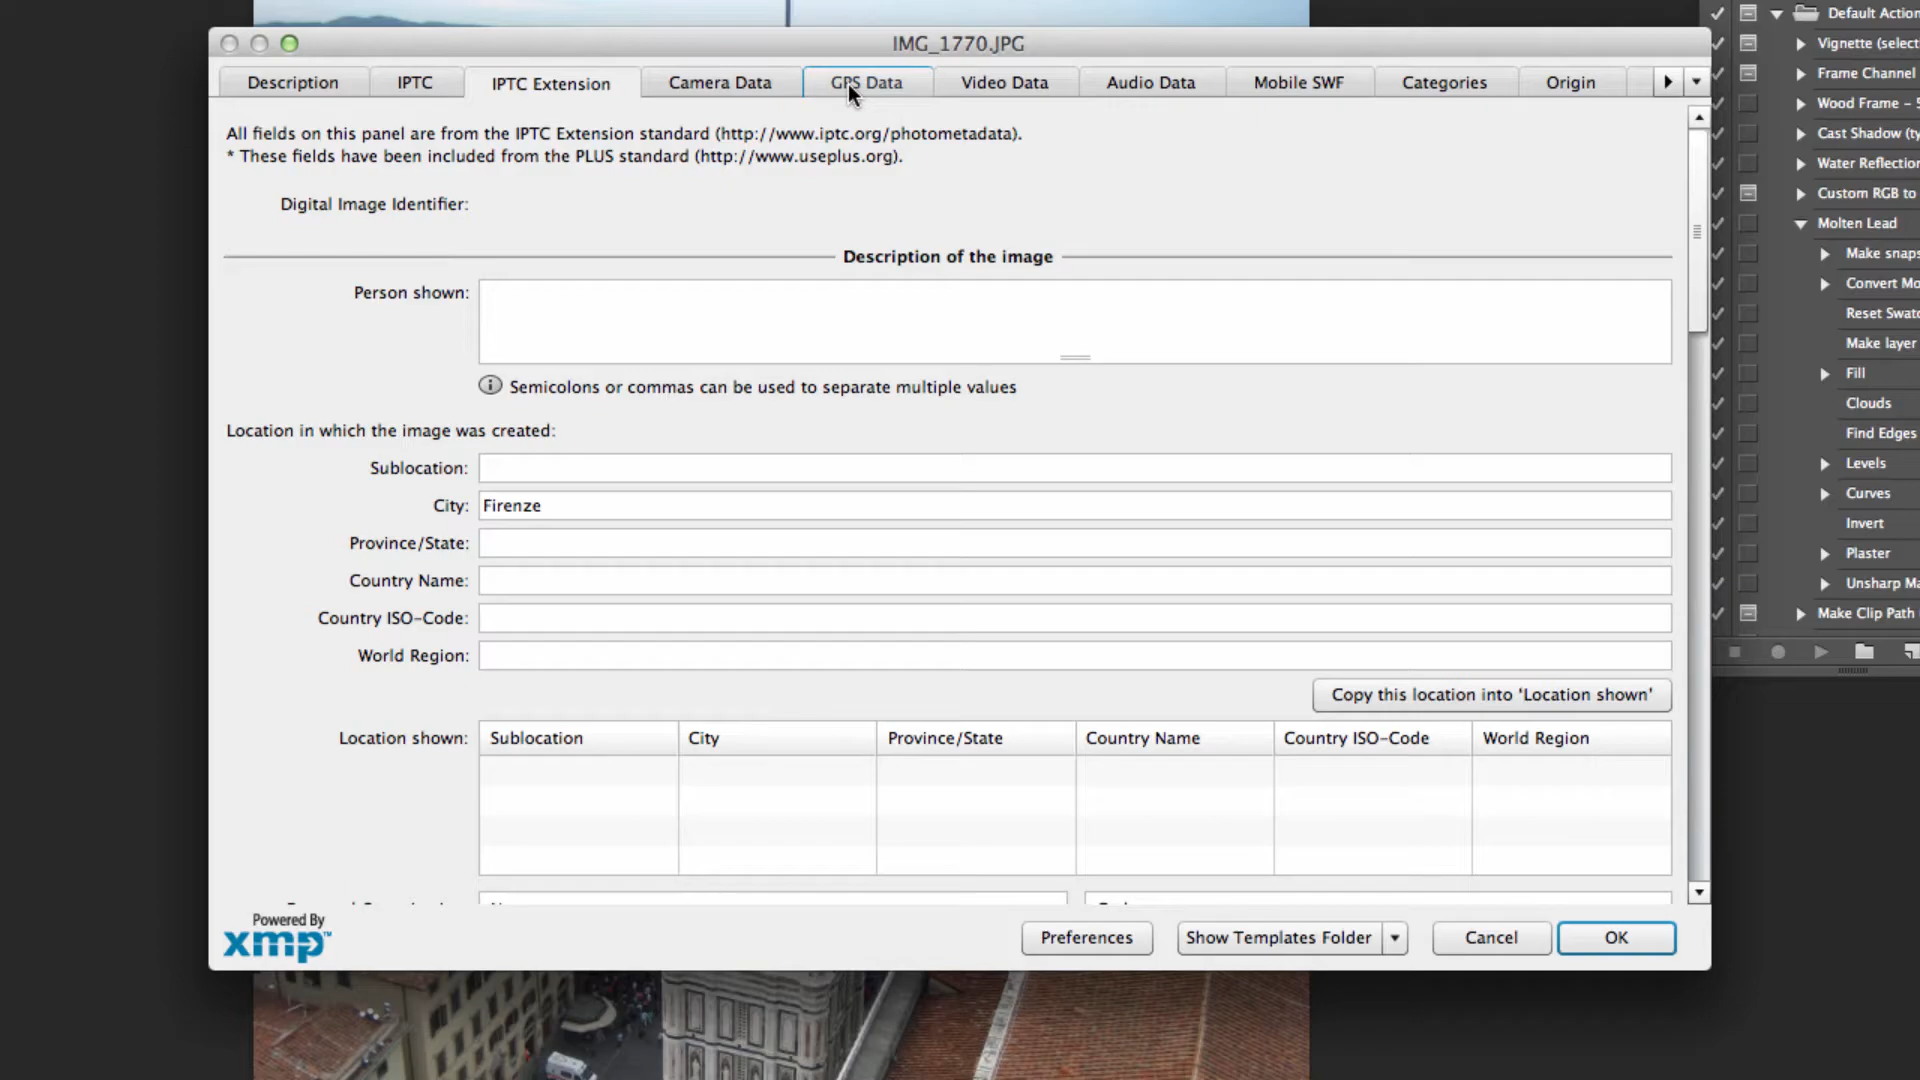 IMG_1770.JPG
Description IPTC IPTC Extension Camera Data GPS Data Video Data Audio Data Mobile SWF Categories Origin
All fields on this panel are from the IPTC Extension standard (http://www.iptc.org/photometadata).
* These fields have been included from the PLUS standard (http://www.useplus.org).
Digital Image Identifier:
Description of the image
Person shown:
Semicolons or commas can be used to separate multiple values
Location in which the image was created:
Sublocation:
City: Firenze
Province/State:
Country Name:
Country ISO-Code:
World Region:
Copy this location into 'Location shown'
Location shown: Sublocation City Province/State Country Name Country ISO-Code World Region
Powered By
xmp™
Preferences Show Templates Folder Cancel OK
Default Action
Vignette (select
Frame Channel
Wood Frame – 5
Cast Shadow (ty
Water Reflection
Custom RGB to
Molten Lead
Make snaps
Convert Mo
Reset Swatc
Make layer
Fill
Clouds
Find Edges
Levels
Curves
Invert
Plaster
Unsharp Ma
Make Clip Path